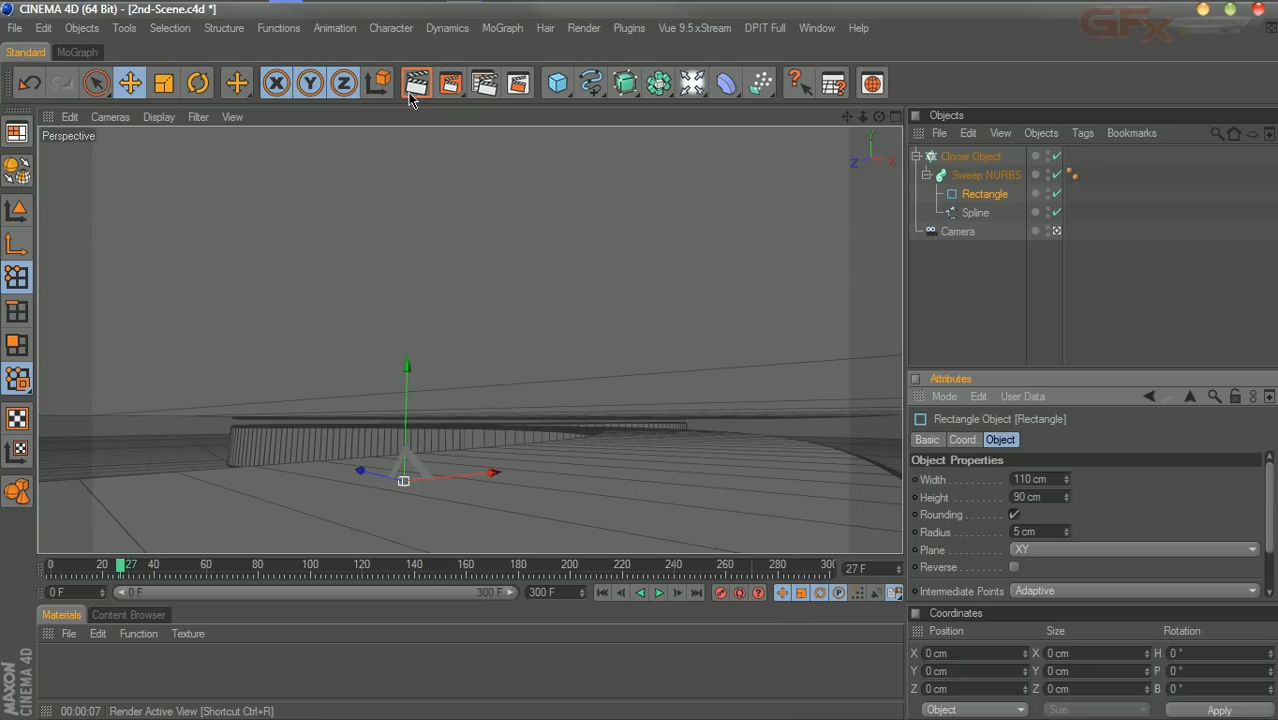 CINEMA 4D (64 Bit) - [2nd-Scene.c4d *]
GFx
File Edit Objects Tools Selection Structure Functions Animation Character Dynamics MoGraph Hair Render Plugins Vue 9.5 xStream DPIT Full Window Help
Standard MoGraph
X Y Z
Edit Cameras Display Filter View
Perspective
Y
Z X
Objects
File Edit View Objects Tags Bookmarks
Cloner Object
Sweep NURBS
Rectangle
Spline
Camera
Attributes
Mode Edit User Data
Rectangle Object [Rectangle]
Basic Coord. Object
Object Properties
Width 110 cm
Height 90 cm
Rounding
Radius 5 cm
Plane XY
Reverse
Intermediate Points Adaptive
0 20 27 40 60 80 100 120 140 160 180 200 220 240 260 280 30 27 F
0 F 0 F 300 F 300 F
Materials Content Browser
File Edit Function Texture
Coordinates
Position Size Rotation
X 0 cm X 0 cm H 0 °
Y 0 cm Y 0 cm P 0 °
Z 0 cm Z 0 cm B 0 °
Object Size Apply
MAXON
CINEMA 4D
00:00:07 Render Active View [Shortcut Ctrl+R]